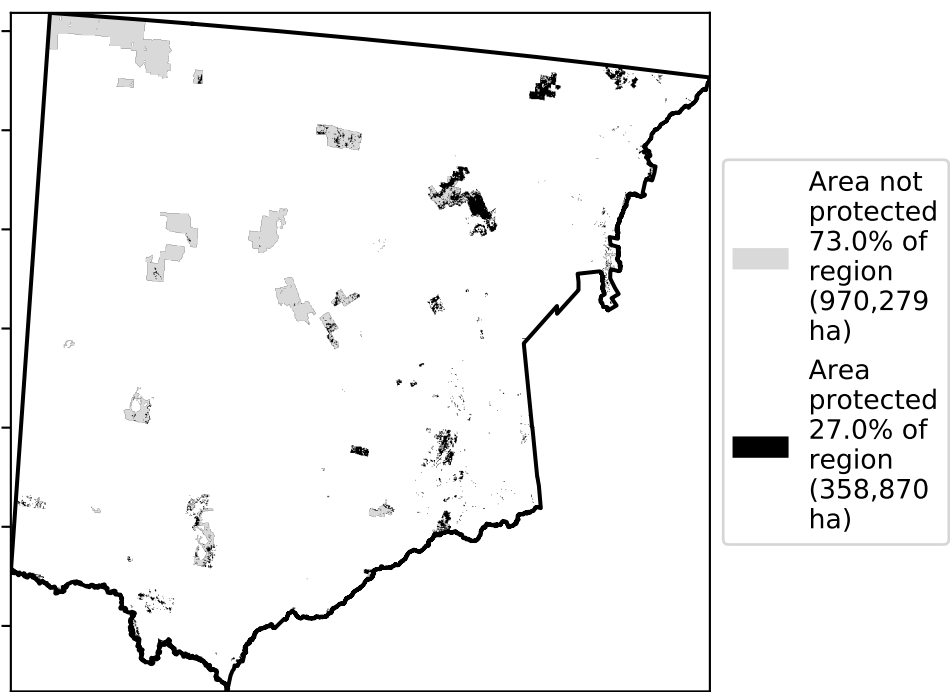 Area not
protected
73.0% of
region
(970,279
ha)
Area
protected
27.0% of
region
(358,870
ha)